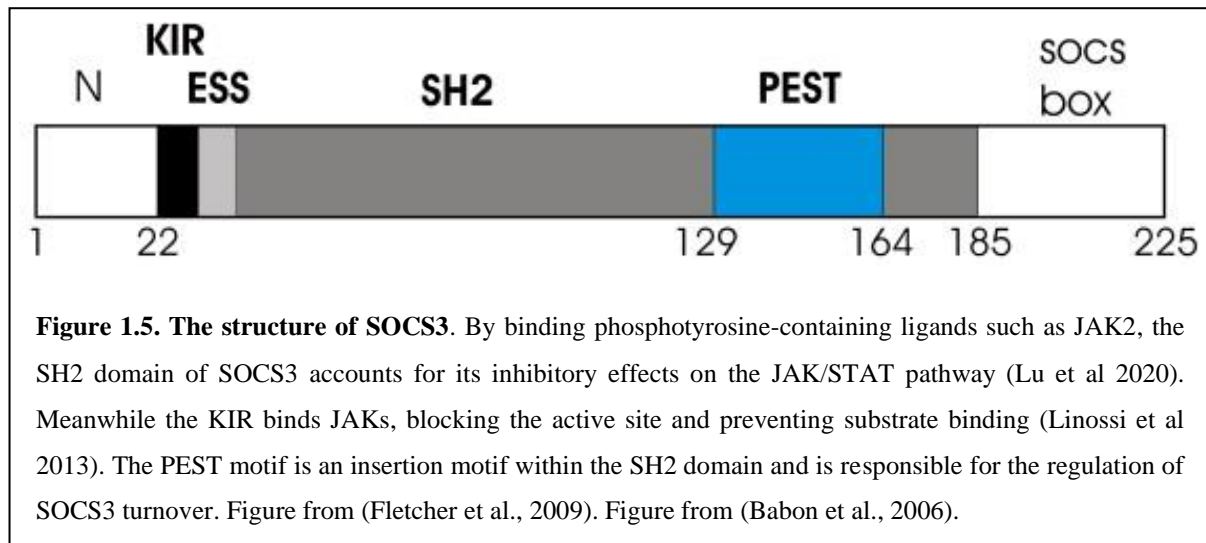 KIR
N ESS SH2 PEST socs
box
1 22 129 164 185 225
Figure 1.5. The structure of SOCS3. By binding phosphotyrosine-containing ligands such as JAK2, the
SH2 domain of SOCS3 accounts for its inhibitory effects on the JAK/STAT pathway (Lu et al 2020).
Meanwhile the KIR binds JAKs, blocking the active site and preventing substrate binding (Linossi et al
2013). The PEST motif is an insertion motif within the SH2 domain and is responsible for the regulation of
SOCS3 turnover. Figure from (Fletcher et al., 2009). Figure from (Babon et al., 2006).